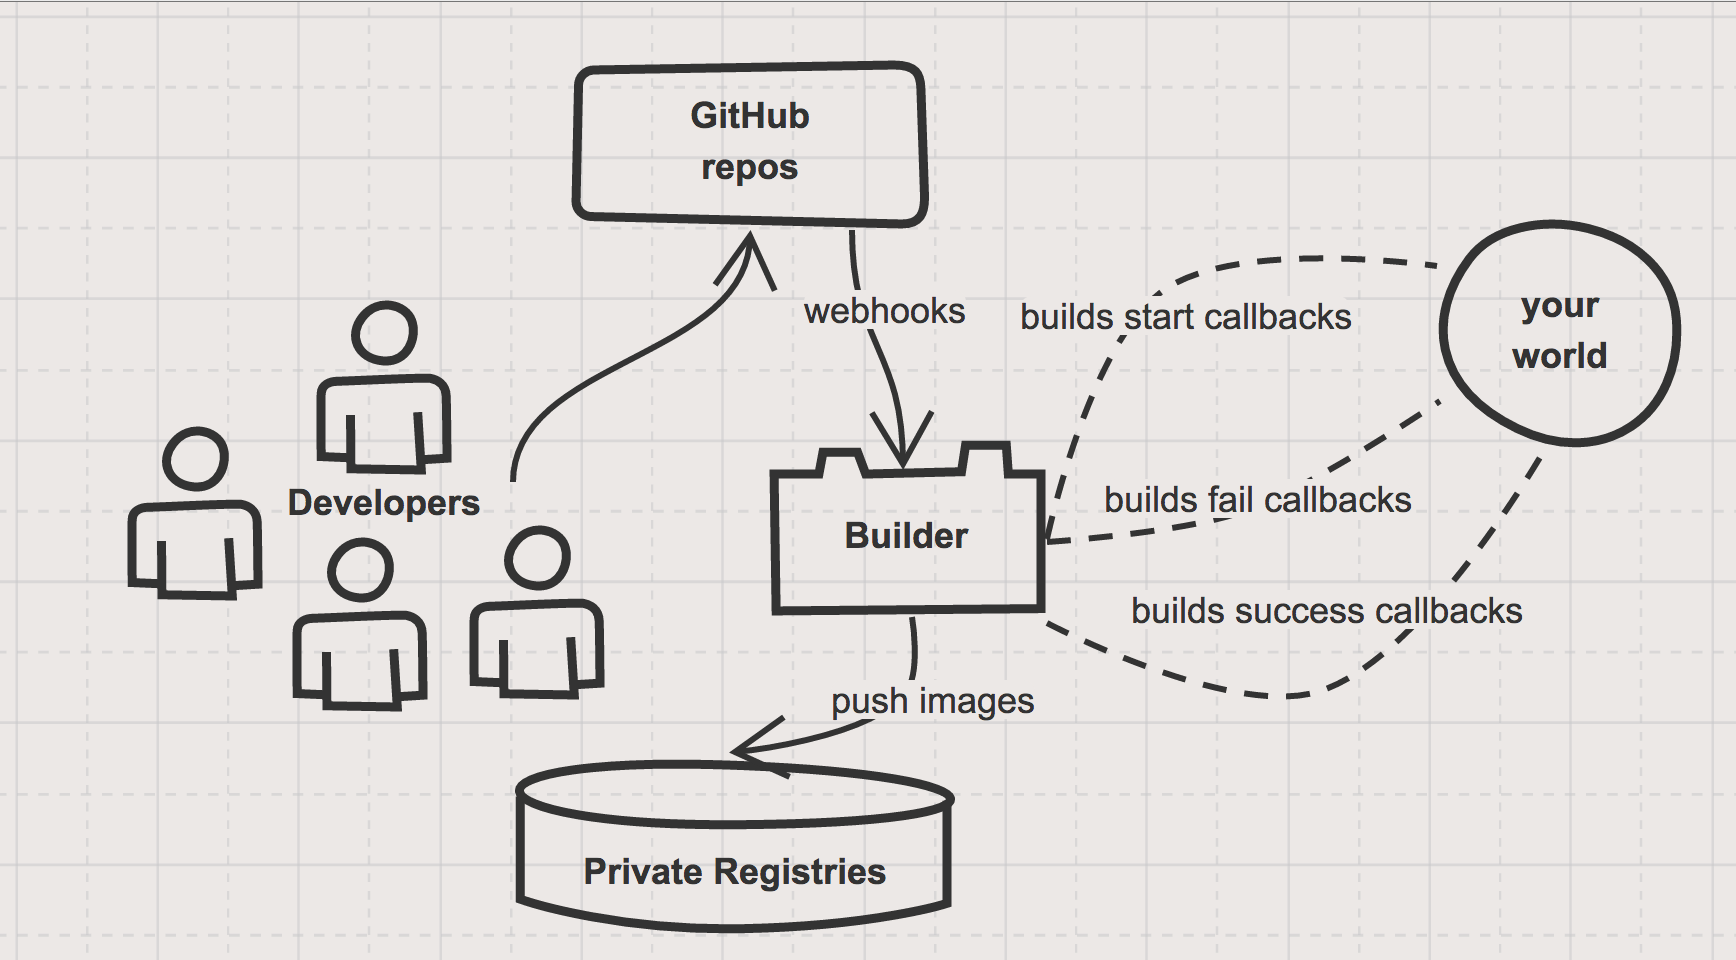 GitHub
repos
webhooks
builds start callbacks
your
world
Developers
builds fail callbacks
Builder
builds success callbacks
push images
Private Registries